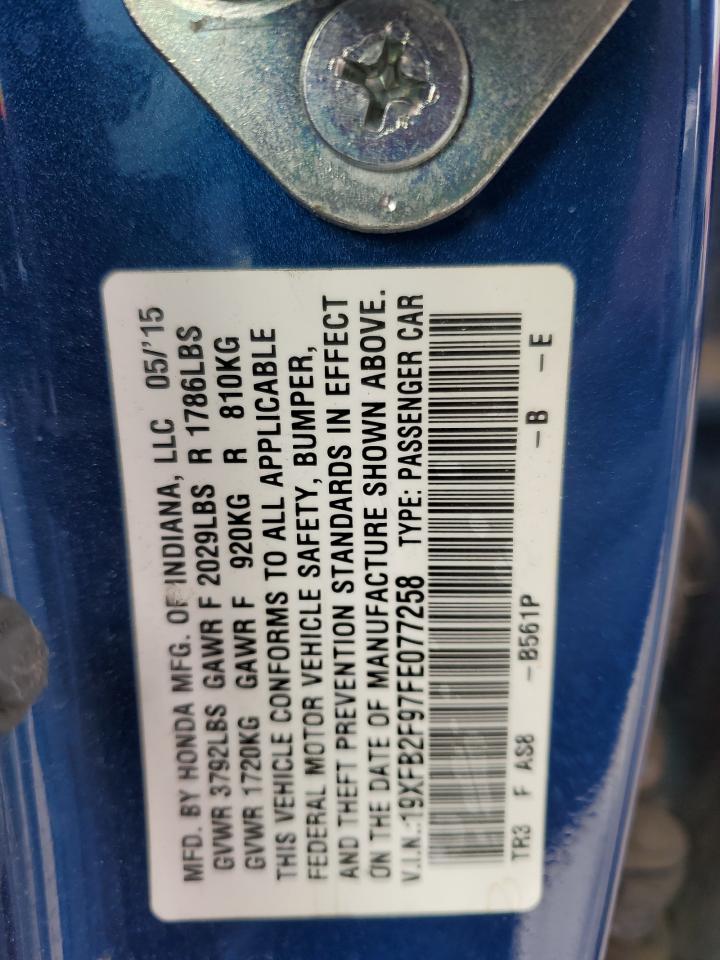 MFD. BY HONDA MFG. OF INDIANA, LLC 05/'15
GVWR 3792LBS GAWR F 2029LBS R 1786LBS
GVWR 1720KG GAWR F 920KG R 810KG
THIS VEHICLE CONFORMS TO ALL APPLICABLE
FEDERAL MOTOR VEHICLE SAFETY, BUMPER,
AND THEFT PREVENTION STANDARDS IN EFFECT
ON THE DATE OF MANUFACTURE SHOWN ABOVE.
V.I.N.:19XFB2F97FE077258 TYPE: PASSENGER CAR
TR3 F AS8 -B561P -B -E